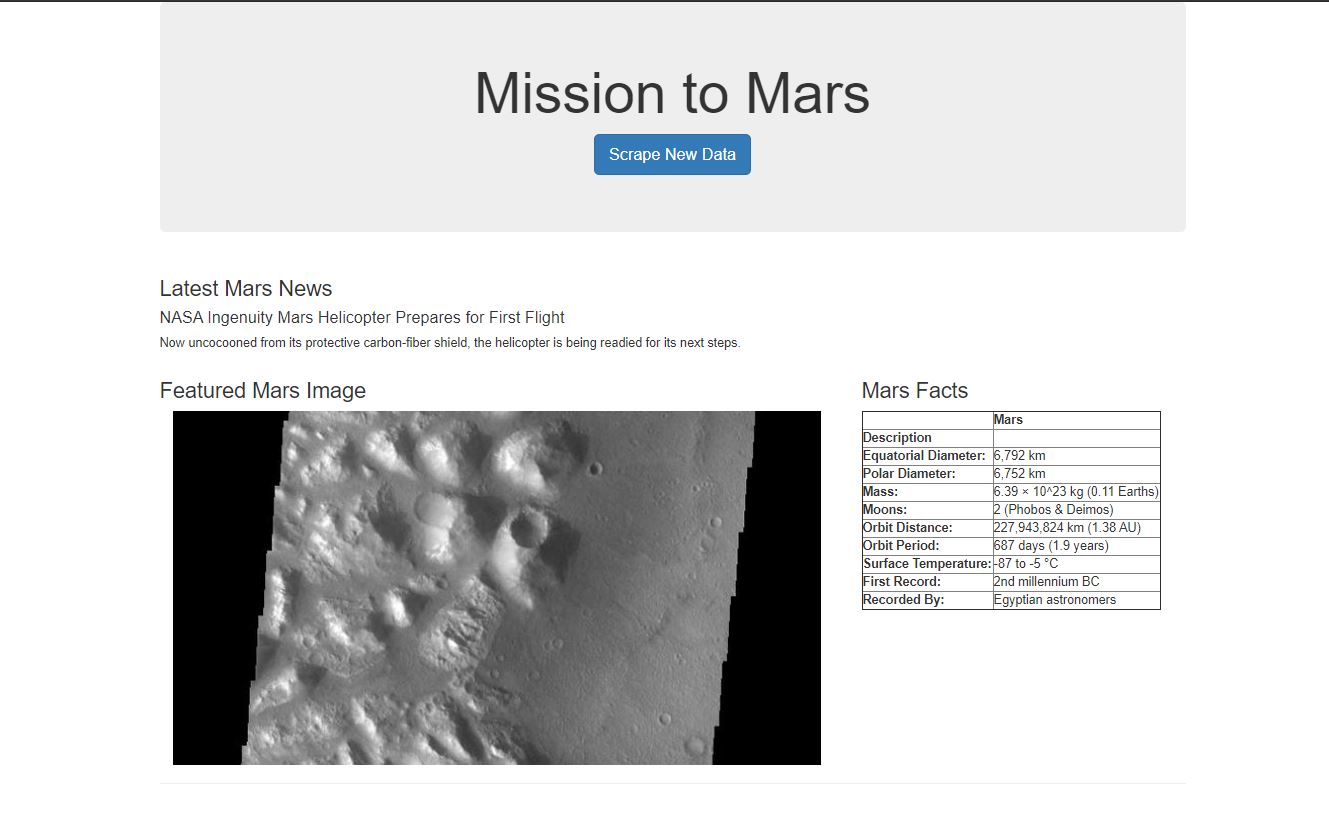 Mission to Mars
Scrape New Data
Latest Mars News
NASA Ingenuity Mars Helicopter Prepares for First Flight
Now uncocooned from its protective carbon-fiber shield, the helicopter is being readied for its next steps.
Featured Mars Image
Mars Facts
Mars
Description
Equatorial Diameter: 6,792 km
Polar Diameter: 6,752 km
Mass: 6.39 × 10^23 kg (0.11 Earths)
Moons: 2 (Phobos & Deimos)
Orbit Distance: 227,943,824 km (1.38 AU)
Orbit Period: 687 days (1.9 years)
Surface Temperature: -87 to -5 °C
First Record: 2nd millennium BC
Recorded By: Egyptian astronomers